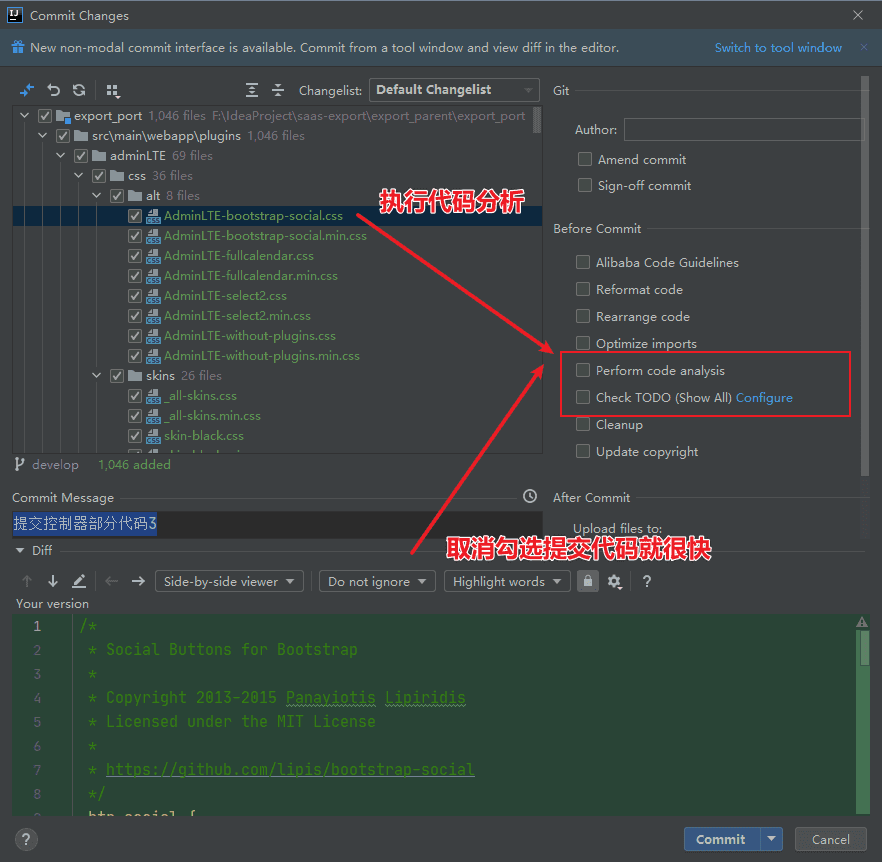 Commit Changes
New non-modal commit interface is available. Commit from a tool window and view diff in the editor.
Switch to tool window
Changelist:
Default Changelist
export_port 1,046 files F:\IdeaProject\saas-export\export_parent\export_port
src\main\webapp\plugins 1,046 files
adminLTE 69 files
css 36 files
alt 8 files
AdminLTE-bootstrap-social.css
AdminLTE-bootstrap-social.min.css
AdminLTE-fullcalendar.css
AdminLTE-fullcalendar.min.css
AdminLTE-select2.css
AdminLTE-select2.min.css
AdminLTE-without-plugins.css
AdminLTE-without-plugins.min.css
skins 26 files
_all-skins.css
_all-skins.min.css
skin-black.css
develop
1,046 added
执行代码分析
Git
Author:
Amend commit
Sign-off commit
Before Commit
Alibaba Code Guidelines
Reformat code
Rearrange code
Optimize imports
Perform code analysis
Check TODO (Show All) Configure
Cleanup
Update copyright
After Commit
Upload files to:
Commit Message
提交控制器部分代码3
取消勾选提交代码就很快
Diff
Side-by-side viewer
Do not ignore
Highlight words
?
Your version
1 /*
2 * Social Buttons for Bootstrap
3 *
4 * Copyright 2013-2015 Panayiotis Lipiridis
5 * Licensed under the MIT License
6 *
7 * https://github.com/lipis/bootstrap-social
8 */
?
Commit
Cancel